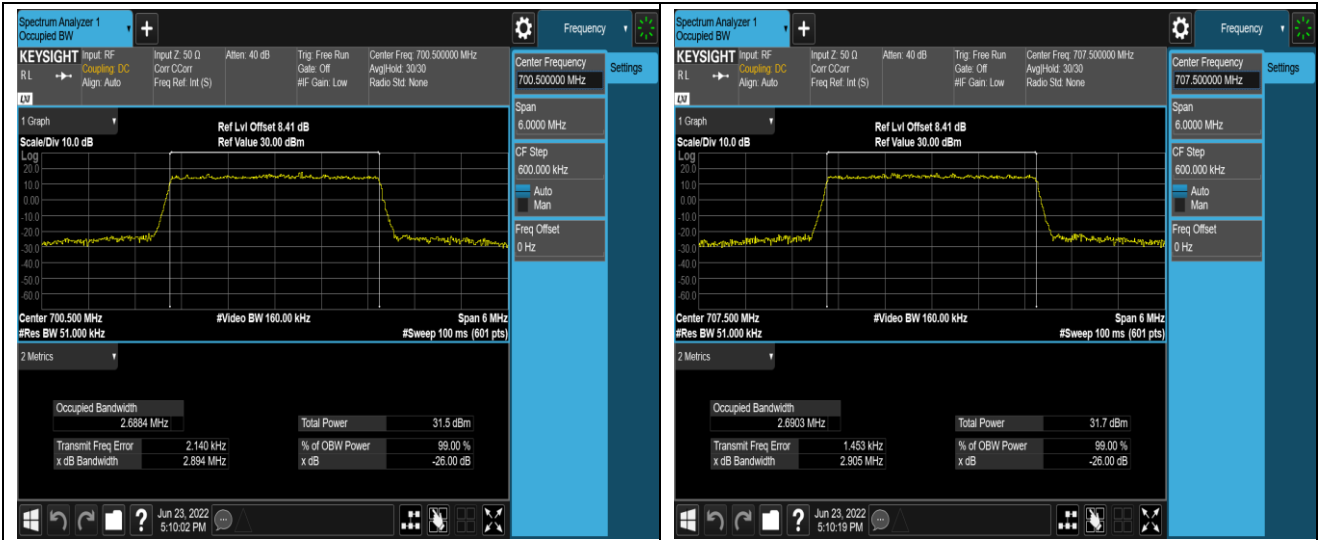 Spectrum Analyzer 1
Occupied BW
+
Frequency
KEYSIGHT Input: RF Input Z: 50 Ω Atten: 40 dB Trig: Free Run Center Freq: 700.500000 MHz
RL Coupling: DC Corr CCorr Gate: Off Avg|Hold: 30/30
Align: Auto Freq Ref: Int (S) #IF Gain: Low Radio Std: None
LXI
Center Frequency
700.500000 MHz
Settings
Span
6.0000 MHz
CF Step
600.000 kHz
Auto
Man
Freq Offset
0 Hz
1 Graph
Ref Lvl Offset 8.41 dB
Scale/Div 10.0 dB Ref Value 30.00 dBm
Log
20.0
10.0
0.00
-10.0
-20.0
-30.0
-40.0
-50.0
-60.0
Center 700.500 MHz #Video BW 160.00 kHz Span 6 MHz
#Res BW 51.000 kHz #Sweep 100 ms (601 pts)
2 Metrics
Occupied Bandwidth
2.6884 MHz Total Power 31.5 dBm
Transmit Freq Error 2.140 kHz % of OBW Power 99.00 %
x dB Bandwidth 2.894 MHz x dB -26.00 dB
? Jun 23, 2022
5:10:02 PM
Spectrum Analyzer 1
Occupied BW
+
Frequency
KEYSIGHT Input: RF Input Z: 50 Ω Atten: 40 dB Trig: Free Run Center Freq: 707.500000 MHz
RL Coupling: DC Corr CCorr Gate: Off Avg|Hold: 30/30
Align: Auto Freq Ref: Int (S) #IF Gain: Low Radio Std: None
LXI
Center Frequency
707.500000 MHz
Settings
Span
6.0000 MHz
CF Step
600.000 kHz
Auto
Man
Freq Offset
0 Hz
1 Graph
Ref Lvl Offset 8.41 dB
Scale/Div 10.0 dB Ref Value 30.00 dBm
Log
20.0
10.0
0.00
-10.0
-20.0
-30.0
-40.0
-50.0
-60.0
Center 707.500 MHz #Video BW 160.00 kHz Span 6 MHz
#Res BW 51.000 kHz #Sweep 100 ms (601 pts)
2 Metrics
Occupied Bandwidth
2.6903 MHz Total Power 31.7 dBm
Transmit Freq Error 1.453 kHz % of OBW Power 99.00 %
x dB Bandwidth 2.905 MHz x dB -26.00 dB
? Jun 23, 2022
5:10:19 PM